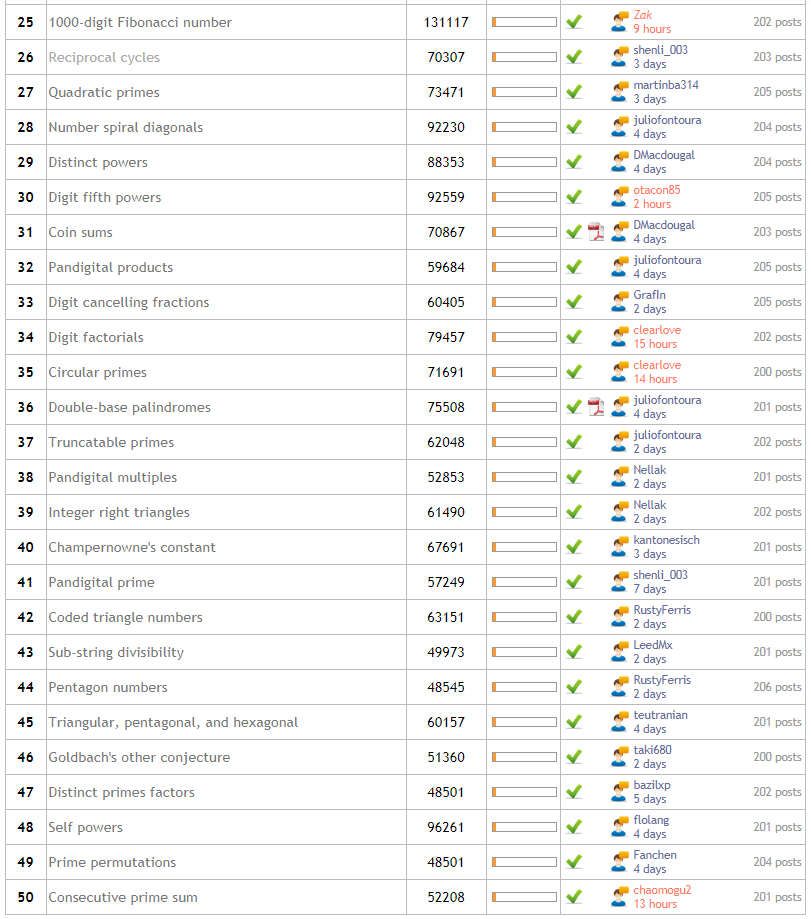 25 1000-digit Fibonacci number 131117 Zak 202 posts
9 hours
26 Reciprocal cycles 70307 shenli_003 203 posts
3 days
27 Quadratic primes 73471 martinba314 205 posts
3 days
28 Number spiral diagonals 92230 juliofontoura 204 posts
4 days
29 Distinct powers 88353 DMacdougal 204 posts
4 days
30 Digit fifth powers 92559 otacon85 205 posts
2 hours
31 Coin sums 70867 DMacdougal 203 posts
4 days
32 Pandigital products 59684 juliofontoura 205 posts
4 days
33 Digit cancelling fractions 60405 GrafIn 205 posts
2 days
34 Digit factorials 79457 clearlove 202 posts
15 hours
35 Circular primes 71691 clearlove 200 posts
14 hours
36 Double-base palindromes 75508 juliofontoura 201 posts
4 days
37 Truncatable primes 62048 juliofontoura 202 posts
2 days
38 Pandigital multiples 52853 Nellak 201 posts
2 days
39 Integer right triangles 61490 Nellak 202 posts
2 days
40 Champernowne's constant 67691 kantonesisch 201 posts
3 days
41 Pandigital prime 57249 shenli_003 201 posts
7 days
42 Coded triangle numbers 63151 RustyFerris 200 posts
2 days
43 Sub-string divisibility 49973 LeedMx 201 posts
2 days
44 Pentagon numbers 48545 RustyFerris 206 posts
2 days
45 Triangular, pentagonal, and hexagonal 60157 teutranian 201 posts
4 days
46 Goldbach's other conjecture 51360 taki680 200 posts
2 days
47 Distinct primes factors 48501 bazilxp 202 posts
5 days
48 Self powers 96261 flolang 201 posts
4 days
49 Prime permutations 48501 Fanchen 204 posts
4 days
50 Consecutive prime sum 52208 chaomogu2 201 posts
13 hours